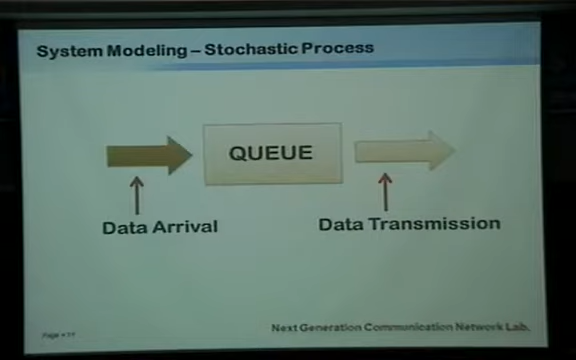 System Modeling – Stochastic Process
QUEUE
Data Arrival
Data Transmission
Next Generation Communication Network Lab.